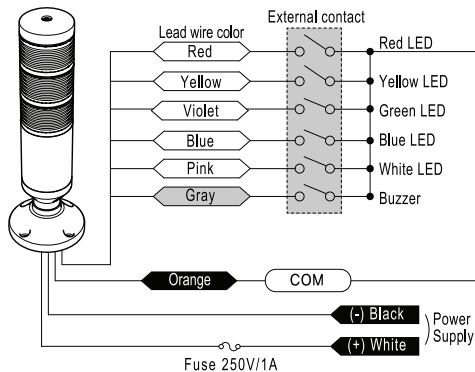 Lead wire color
External contact
Red
Red LED
Yellow
Yellow LED
Violet
Green LED
Blue
Blue LED
Pink
White LED
Gray
Buzzer
Orange
COM
(-) Black
(+) White
Power
Supply
Fuse 250V/1A